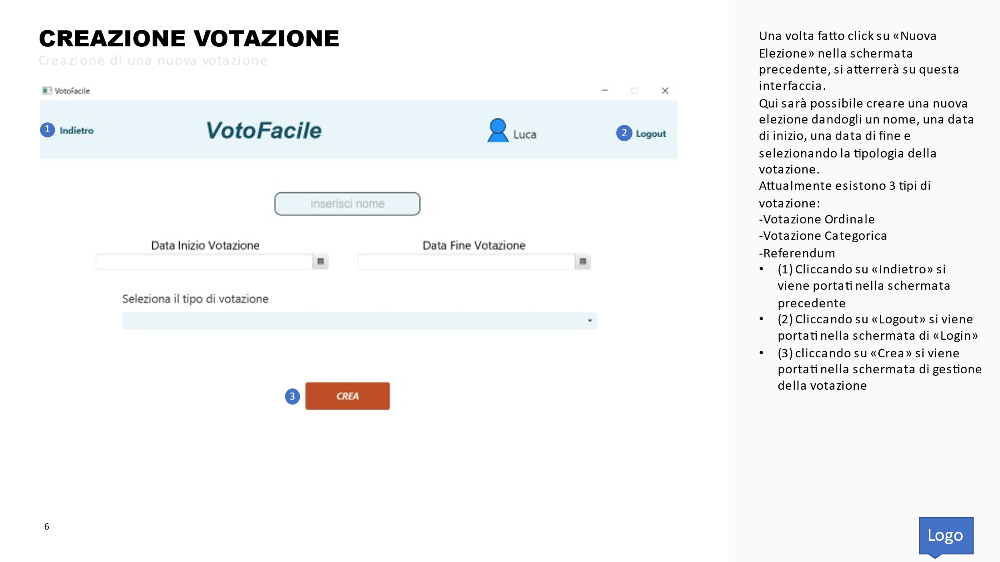 CREAZIONE VOTAZIONE
Creazione di una nuova votazione
VotoFacile
1 Indietro
VotoFacile
Luca
2 Logout
inserisci nome
Data Inizio Votazione
Data Fine Votazione
Seleziona il tipo di votazione
3 CREA
6
Una volta fatto click su «Nuova
Elezione» nella schermata
precedente, si atterrerà su questa
interfaccia.
Qui sarà possibile creare una nuova
elezione dandogli un nome, una data
di inizio, una data di fine e
selezionando la tipologia della
votazione.
Attualmente esistono 3 tipi di
votazione:
-Votazione Ordinale
-Votazione Categorica
-Referendum
• (1) Cliccando su «Indietro» si
viene portati nella schermata
precedente
• (2) Cliccando su «Logout» si viene
portati nella schermata di «Login»
• (3) cliccando su «Crea» si viene
portati nella schermata di gestione
della votazione
Logo